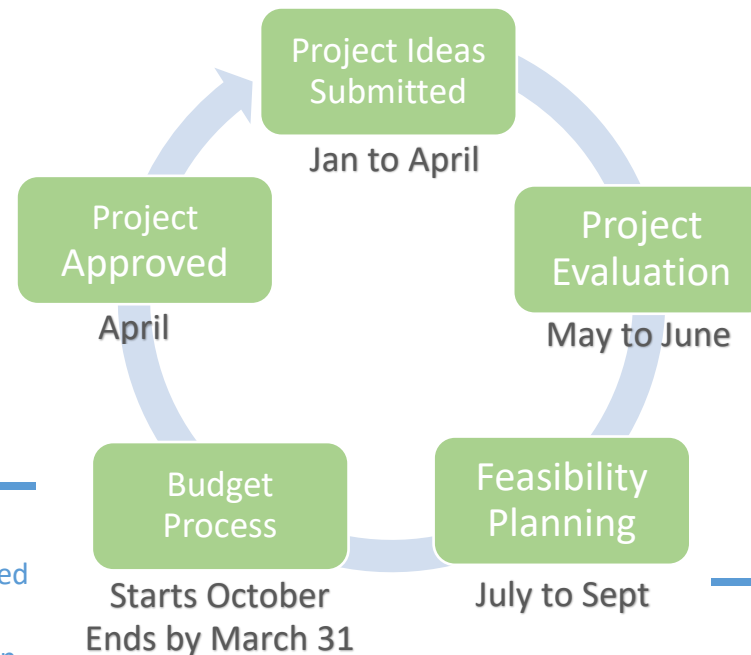 Project Ideas
Submitted
Jan to April
Project
Evaluation
May to June
Feasibility
Planning
July to Sept
Budget
Process
Starts October
Ends by March 31
Project
Approved
April